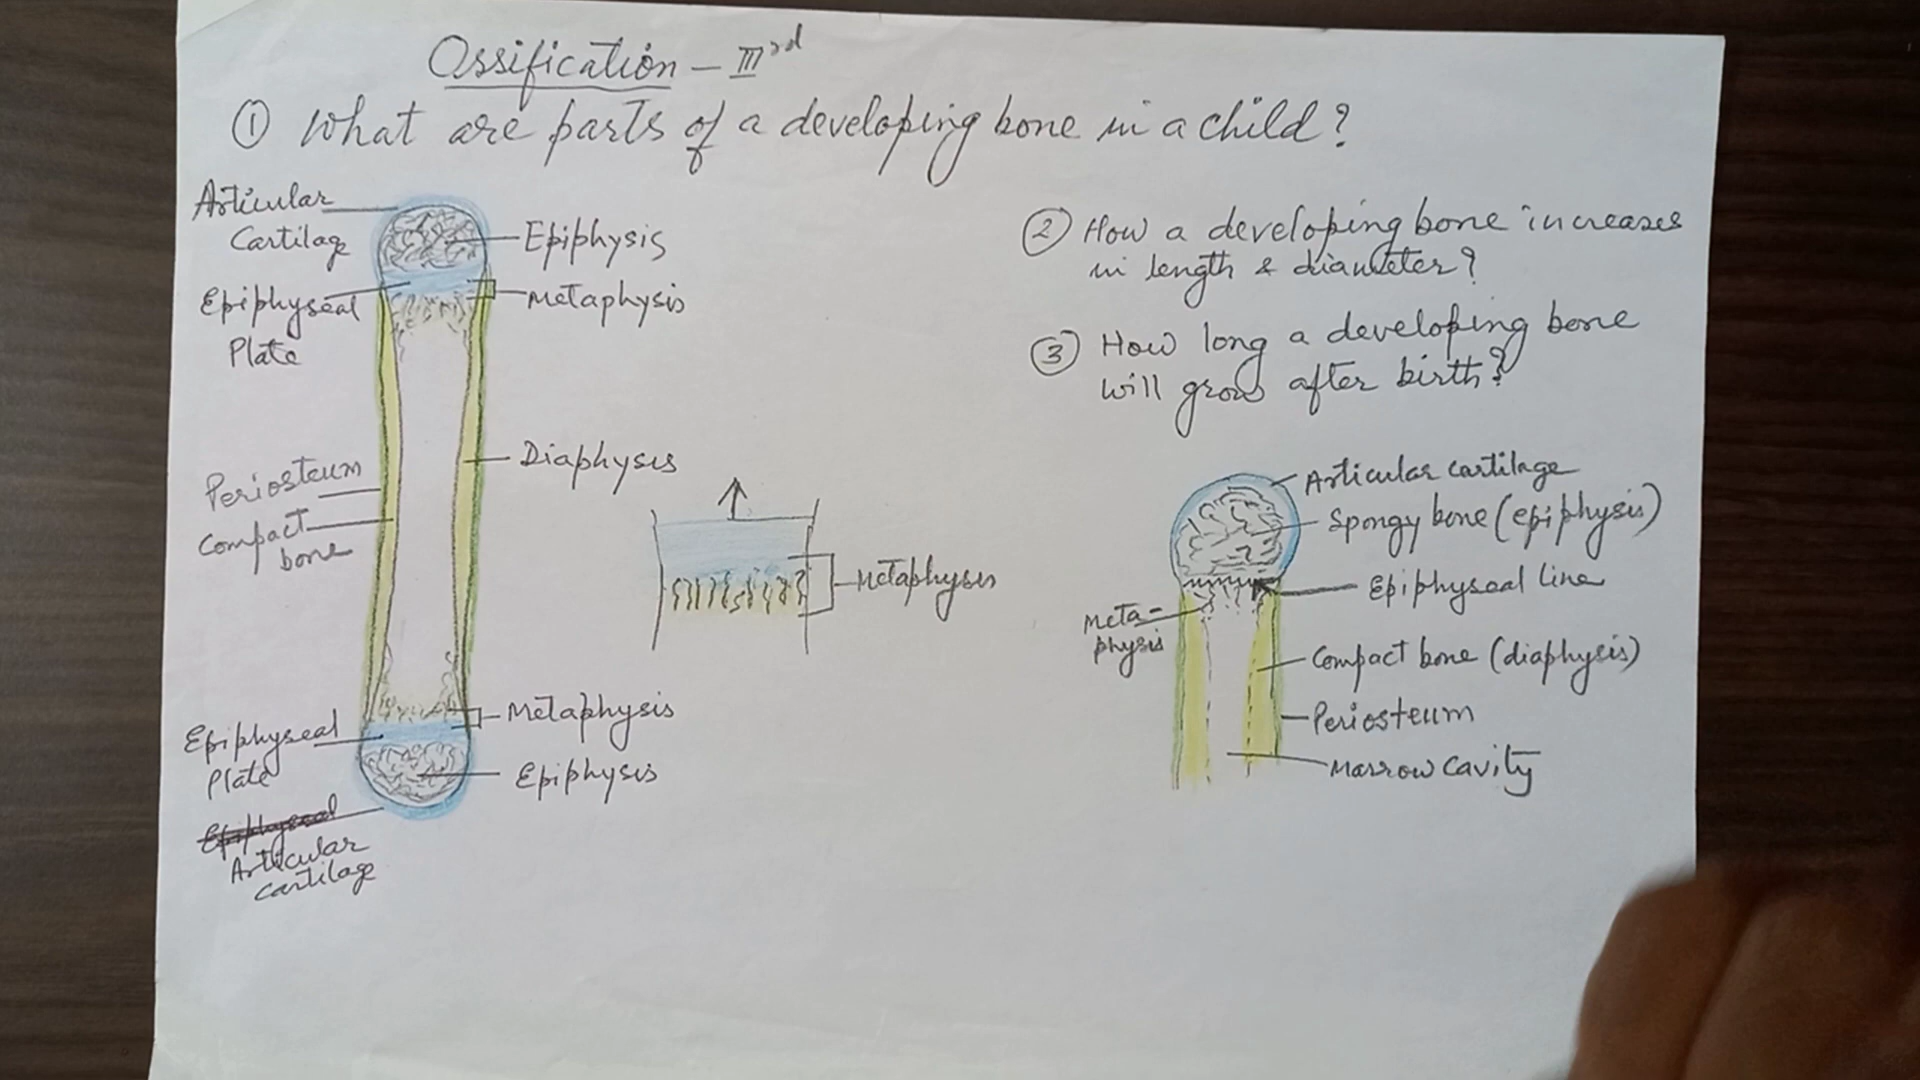 Ossification – IIIrd
① What are parts of a developing bone in a child?
Articular
Cartilage
Epiphysis
Epiphyseal
Plate
Metaphysis
Periosteum
Compact
bone
Diaphysis
Epiphyseal
Plate
Metaphysis
Epiphysis
Epiphyseal
Articular
cartilage
Metaphysis
② How a developing bone increases
in length & diameter?
③ How long a developing bone
will grow after birth?
Articular cartilage
Spongy bone (epiphysis)
Epiphyseal line
Meta-
physis
Compact bone (diaphysis)
Periosteum
Marrow cavity